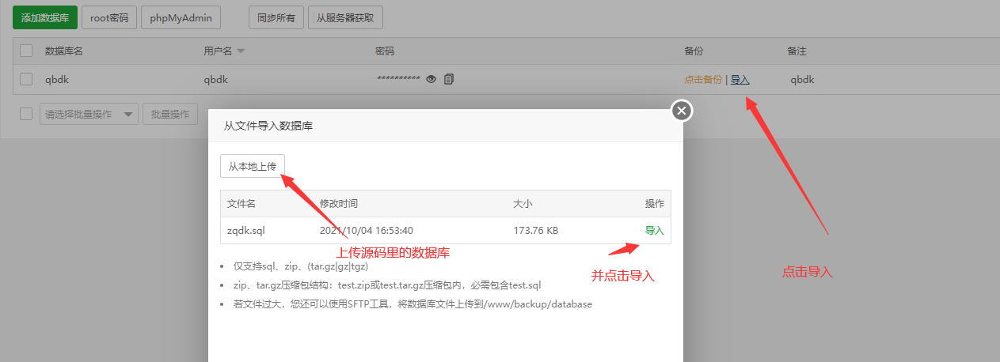 添加数据库 root密码 phpMyAdmin 同步所有 从服务器获取
数据库名 用户名 密码 备份 备注
qbdk qbdk ********** 点击备份 | 导入 qbdk
请选择批量操作 批量操作
从文件导入数据库
从本地上传
文件名 修改时间 大小 操作
zqdk.sql 2021/10/04 16:53:40 173.76 KB 导入
上传源码里的数据库
仅支持sql、zip、(tar.gz|gz|tgz)
并点击导入
点击导入
zip、tar.gz压缩包结构：test.zip或test.tar.gz压缩包内，必需包含test.sql
若文件过大，您还可以使用SFTP工具，将数据库文件上传到/www/backup/database